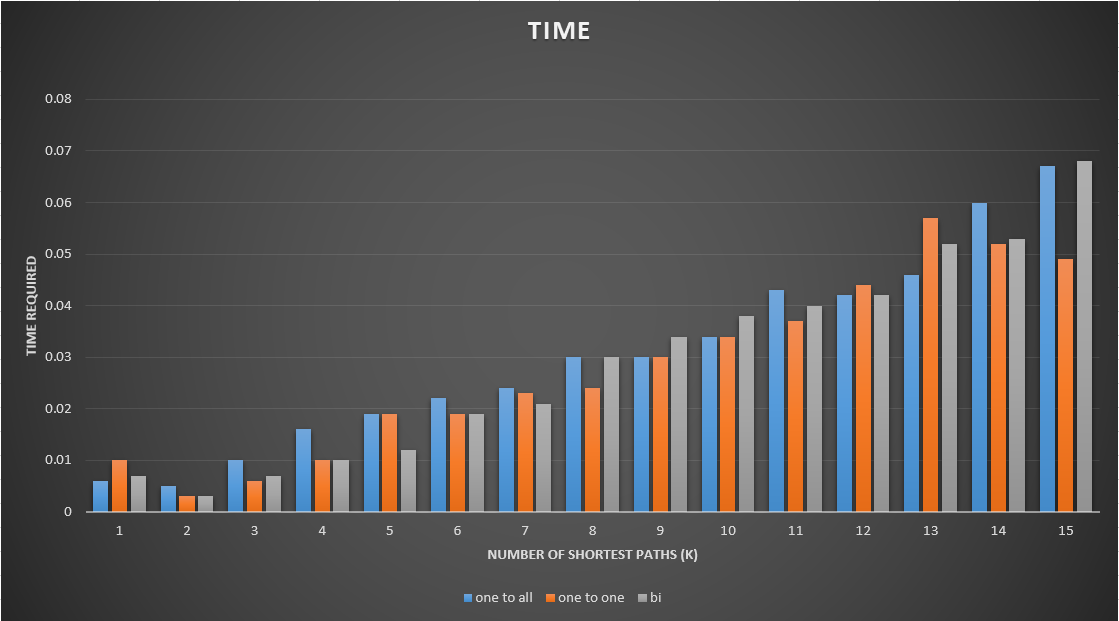 TIME
0.08
0.07
0.06
0.05
0.04
0.03
0.02
0.01
0
TIME REQUIRED
1 2 3 4 5 6 7 8 9 10 11 12 13 14 15
NUMBER OF SHORTEST PATHS (K)
one to all one to one bi